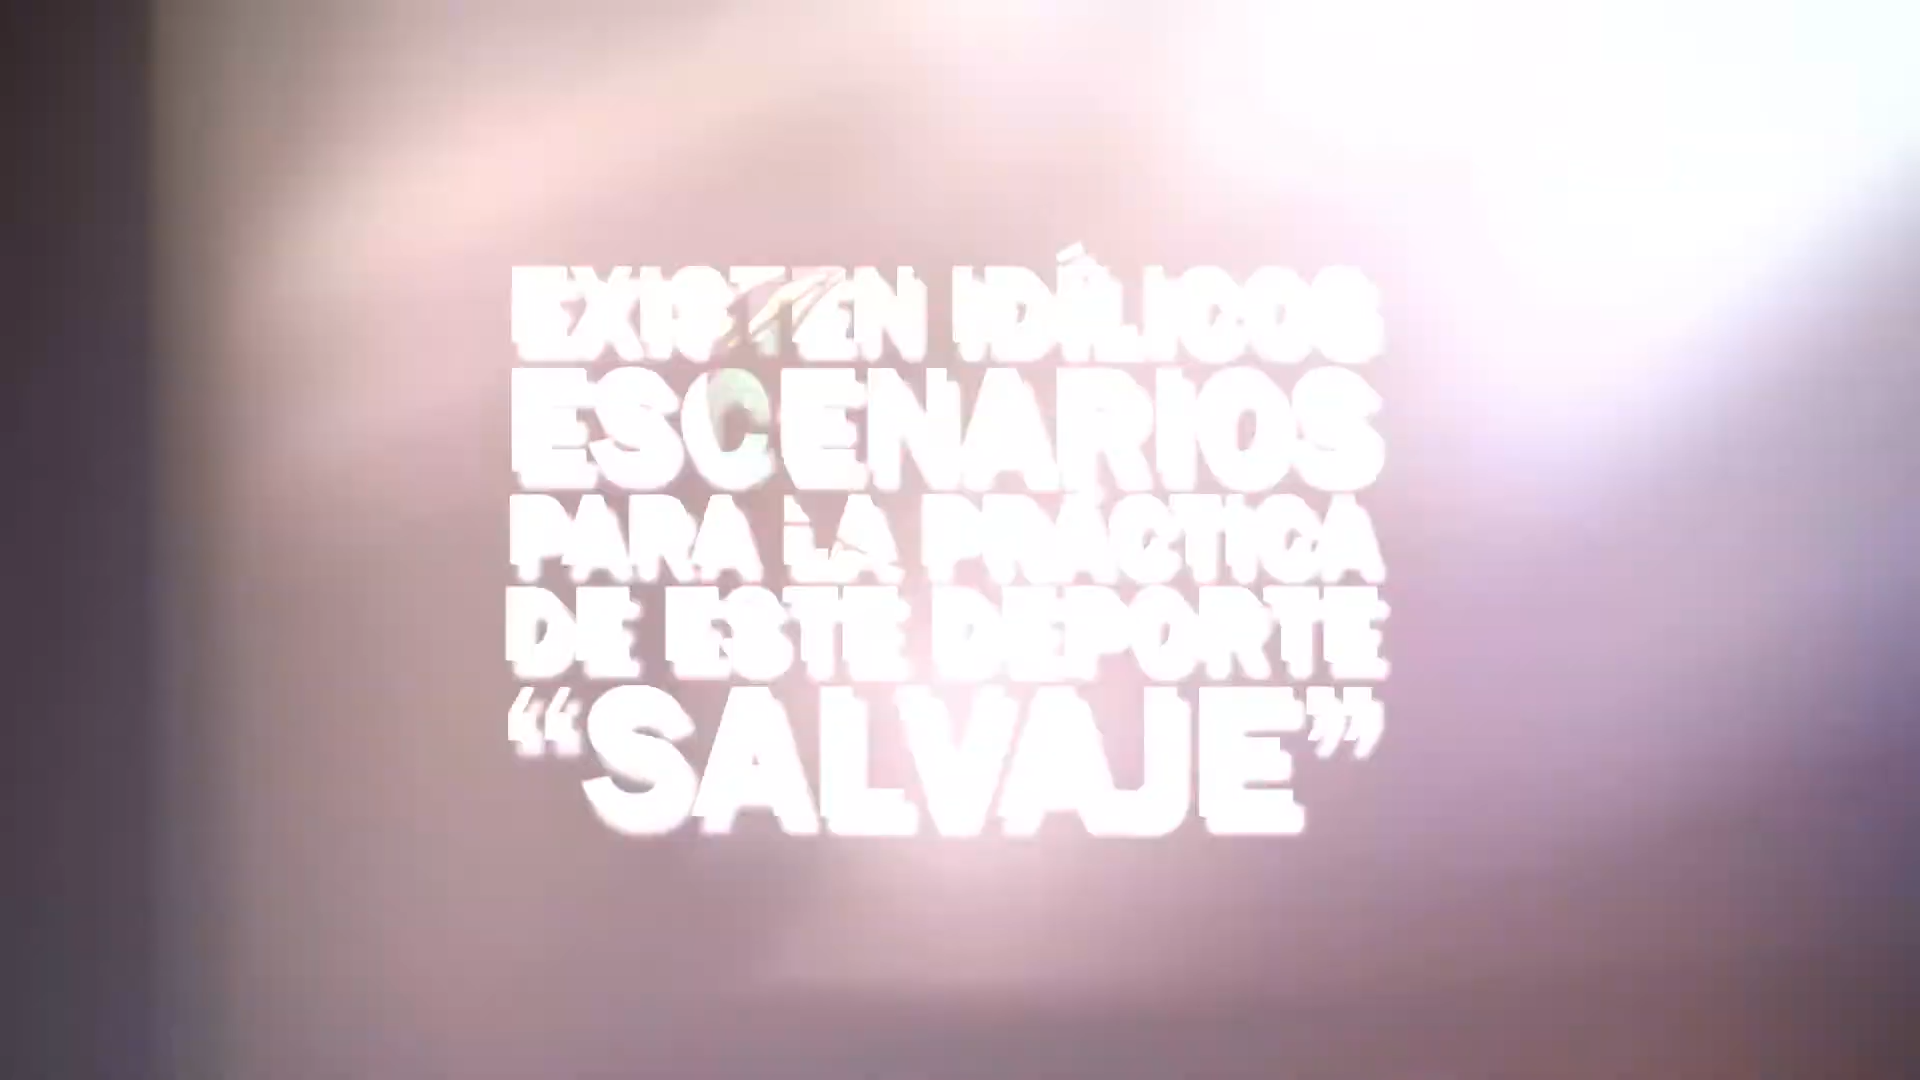 EXISTEN IDÍLICOS
ESCENARIOS
PARA LA PRÁCTICA
DE ESTE DEPORTE
“SALVAJE”